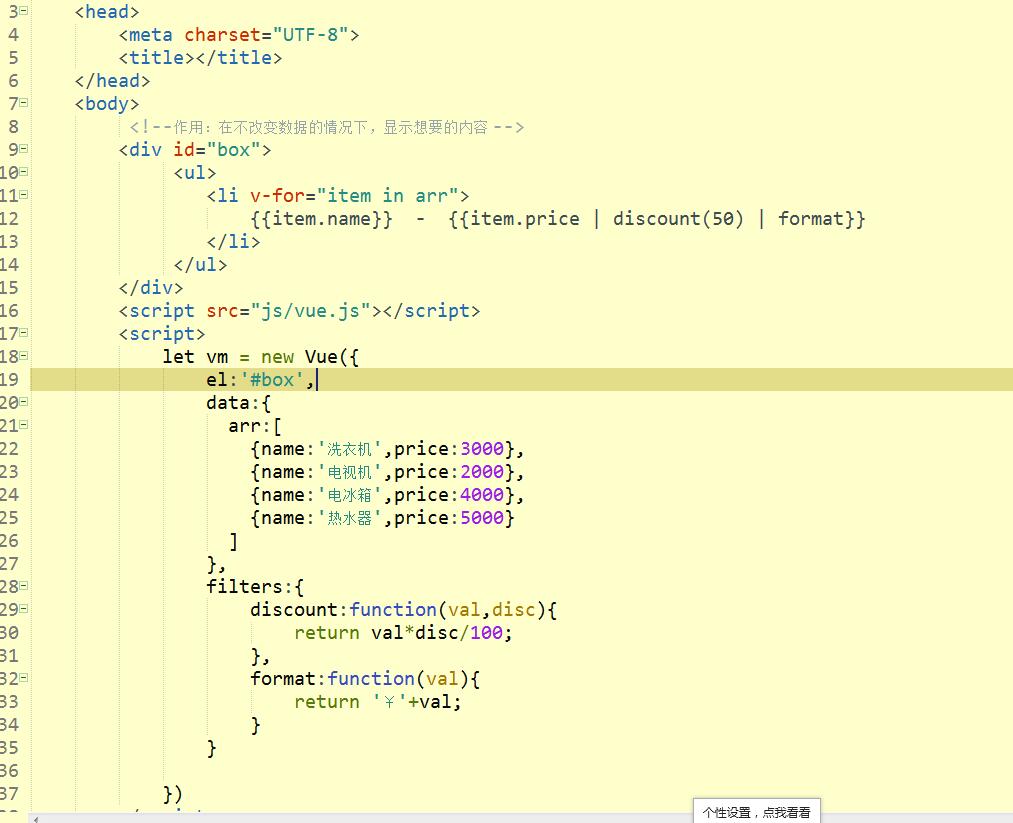 3 <head>
4 <meta charset="UTF-8">
5 <title></title>
6 </head>
7 <body>
8 <!--作用：在不改变数据的情况下，显示想要的内容 -->
9 <div id="box">
10 <ul>
11 <li v-for="item in arr">
12 {{item.name}} - {{item.price | discount(50) | format}}
13 </li>
14 </ul>
15 </div>
16 <script src="js/vue.js"></script>
17 <script>
18 let vm = new Vue({
19 el:'#box',
20 data:{
21 arr:[
22 {name:'洗衣机',price:3000},
23 {name:'电视机',price:2000},
24 {name:'电冰箱',price:4000},
25 {name:'热水器',price:5000}
26 ]
27 },
28 filters:{
29 discount:function(val,disc){
30 return val*disc/100;
31 },
32 format:function(val){
33 return '￥'+val;
34 }
35 }
36
37 })
个性设置，点我看看